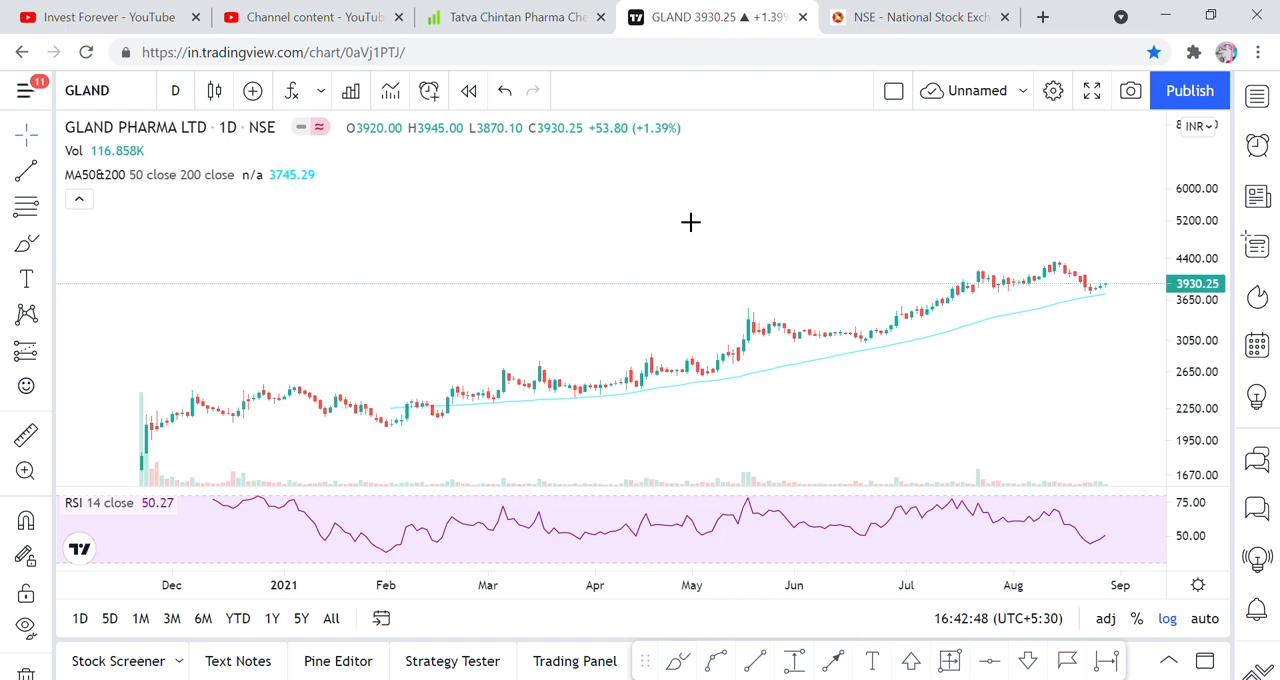 Invest Forever - YouTube
Channel content - YouTub
Tatva Chintan Pharma Che
GLAND 3930.25 ▲ +1.39%
NSE - National Stock Exch
https://in.tradingview.com/chart/0aVj1PTJ/
11
GLAND
D
Unnamed
Publish
GLAND PHARMA LTD · 1D · NSE
O3920.00 H3945.00 L3870.10 C3930.25 +53.80 (+1.39%)
INR
Vol 116.858K
MA50&200 50 close 200 close n/a 3745.29
6000.00
5200.00
4400.00
3930.25
3650.00
3050.00
2650.00
2250.00
1950.00
1670.00
RSI 14 close 50.27
75.00
50.00
Dec 2021 Feb Mar Apr May Jun Jul Aug Sep
1D 5D 1M 3M 6M YTD 1Y 5Y All
16:42:48 (UTC+5:30) adj % log auto
Stock Screener Text Notes Pine Editor Strategy Tester Trading Panel